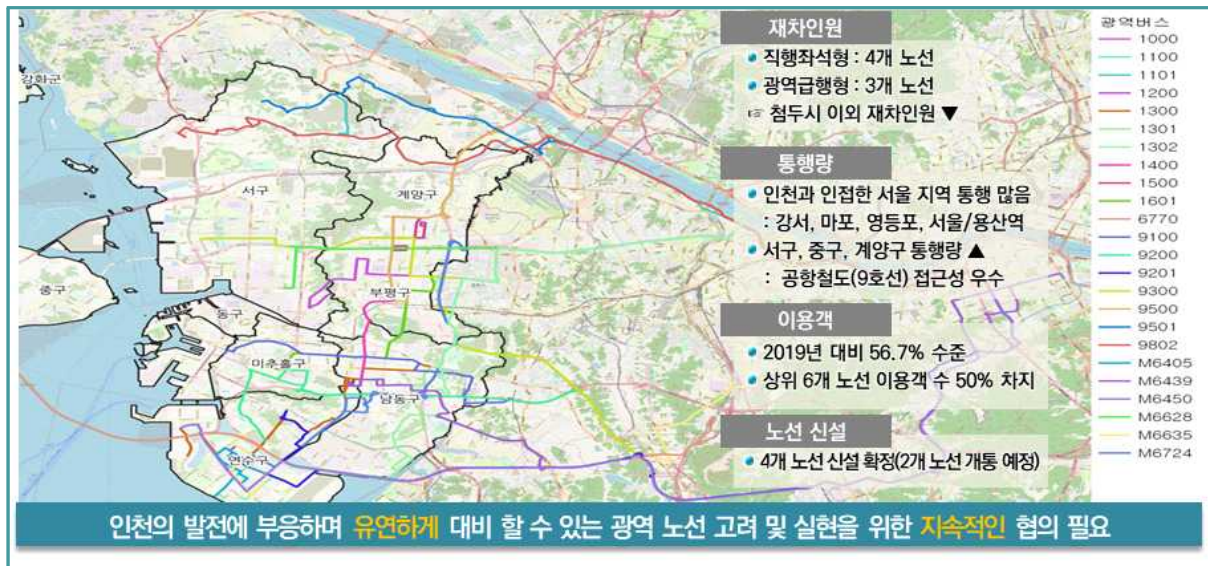 재차인원
직행좌석형 : 4개 노선
광역급행형 : 3개 노선
☞ 첨두시 이외 재차인원 ▼
통행량
인천과 인접한 서울 지역 통행 많음
: 강서, 마포, 영등포, 서울/용산역
서구, 중구, 계양구 통행량 ▲
: 공항철도(9호선) 접근성 우수
이용객
2019년 대비 56.7% 수준
상위 6개 노선 이용객 수 50% 차지
노선 신설
4개 노선 신설 확정(2개 노선 개통 예정)
강화군
서구
계양구
중구
동구
부평구
미추홀구
남동구
연수구
광역버스
1000
1100
1101
1200
1300
1301
1302
1400
1500
1601
6770
9100
9200
9201
9300
9500
9501
9802
M6405
M6439
M6450
M6628
M6635
M6724
인천의 발전에 부응하며 유연하게 대비 할 수 있는 광역 노선 고려 및 실현을 위한 지속적인 협의 필요